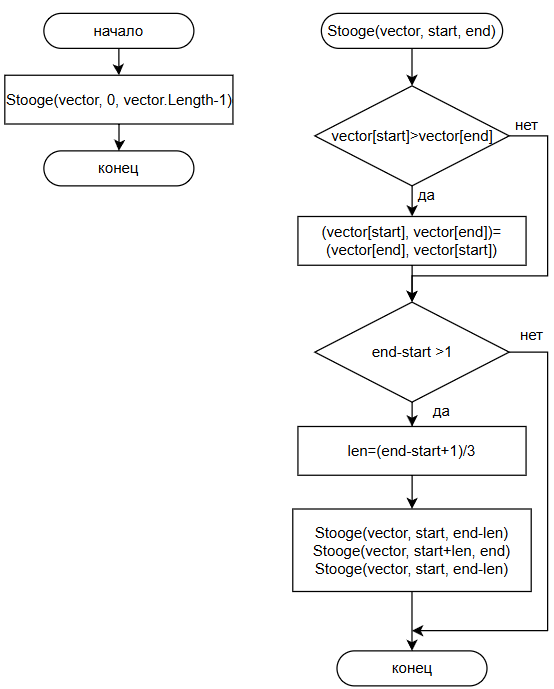 начало
Stooge(vector, 0, vector.Length-1)
конец
Stooge(vector, start, end)
vector[start]>vector[end]
нет
да
(vector[start], vector[end])=
(vector[end], vector[start])
end-start >1
нет
да
len=(end-start+1)/3
Stooge(vector, start, end-len)
Stooge(vector, start+len, end)
Stooge(vector, start, end-len)
конец